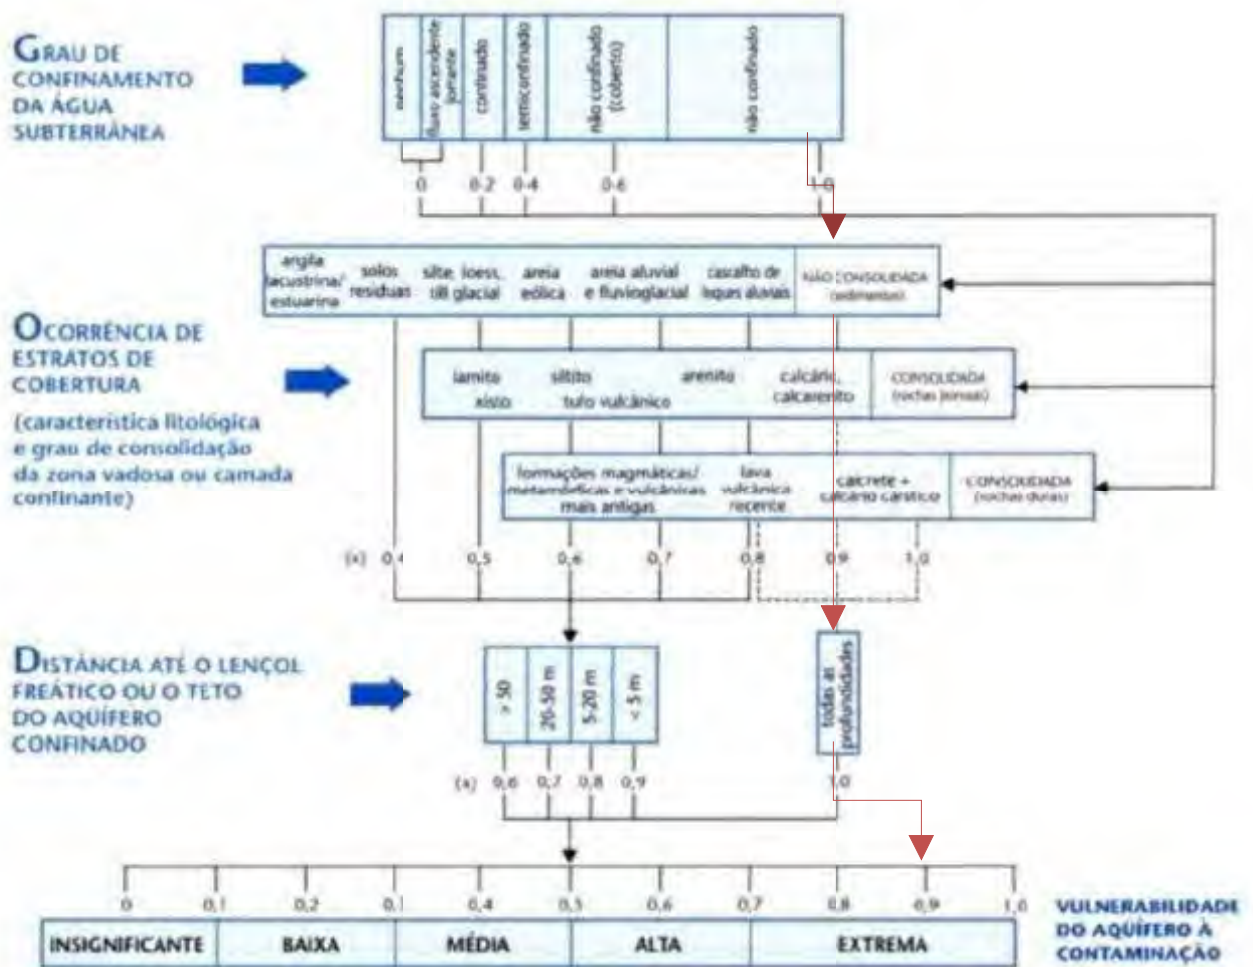 GRAU DE
CONFINAMENTO
DA ÁGUA
SUBTERRÂNEA
nenhum
fluxo ascendente
jorrante
confinado
semiconfinado
não confinado
(coberto)
não confinado
0
0·2
0·4
0·6
1·0
OCORRÊNCIA DE
ESTRATOS DE
COBERTURA
(característica litológica
e grau de consolidação
da zona vadosa ou camada
confinante)
argila
lacustrina/
estuarina
solos
residuas
silte, loess,
till glacial
areia
eólica
areia aluvial
e fluvioglacial
cascalho de
leques aluviais
NÃO CONSOLIDADA
(sedimentos)
lamito
xisto
siltito
tufo vulcânico
arenito
calcário,
calcarenito
CONSOLIDADA
(rochas porosas)
formações magmáticas/
metamórficas e vulcânicas
mais antigas
lava
vulcânica
recente
calcrete +
calcário cárstico
CONSOLIDADA
(rochas duras)
(x) 0,4 0,5 0,6 0,7 0,8 0,9 1,0
DISTÂNCIA ATÉ O LENÇOL
FREÁTICO OU O TETO
DO AQÜÍFERO
CONFINADO
> 50
20-50 m
5-20 m
< 5 m
todas as
profundidades
(x) 0,6 0,7 0,8 0,9 1,0
0 0,1 0,2 0,3 0,4 0,5 0,6 0,7 0,8 0,9 1,0
INSIGNIFICANTE BAIXA MÉDIA ALTA EXTREMA
VULNERABILIDADE
DO AQÜÍFERO À
CONTAMINAÇÃO